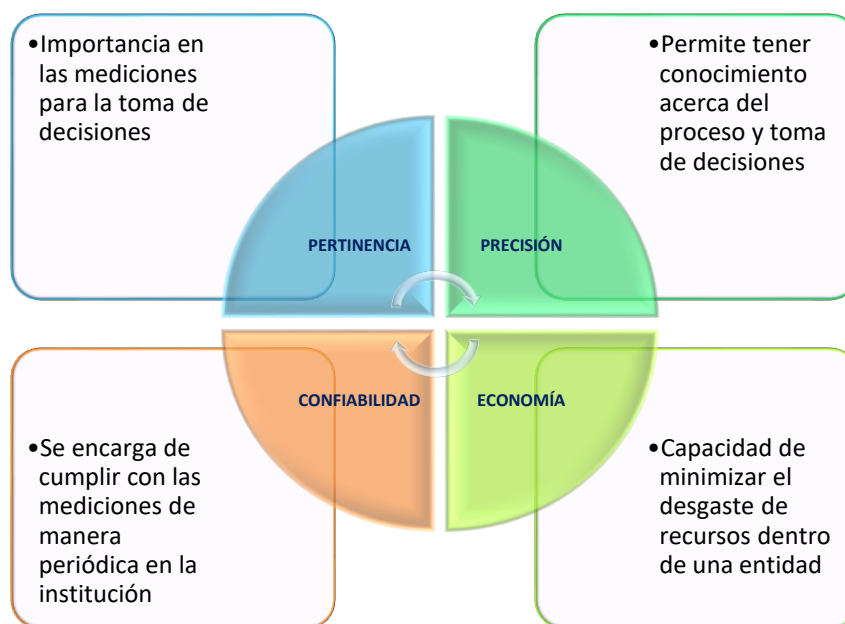 •Importancia en
las mediciones
para la toma de
decisiones
•Permite tener
conocimiento
acerca del
proceso y toma
de decisiones
PERTINENCIA
PRECISIÓN
CONFIABILIDAD
ECONOMÍA
•Se encarga de
cumplir con las
mediciones de
manera
periódica en la
institución
•Capacidad de
minimizar el
desgaste de
recursos dentro
de una entidad